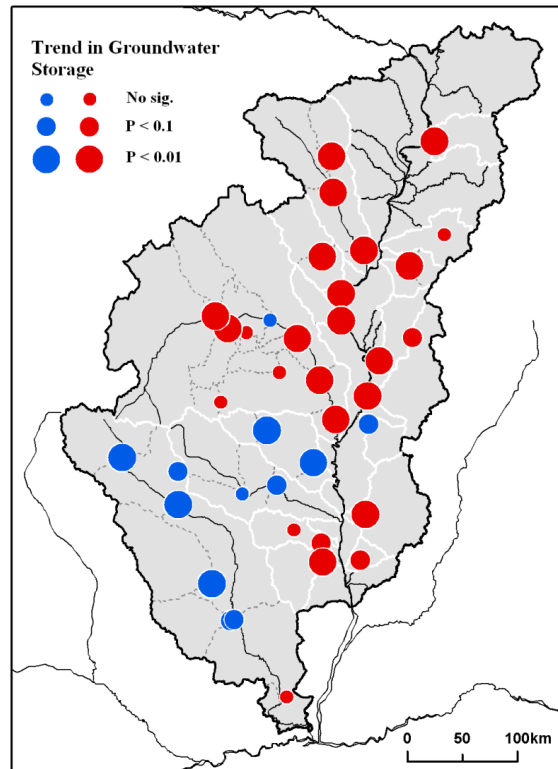 Trend in Groundwater
Storage
No sig.
P < 0.1
P < 0.01
0 50 100km